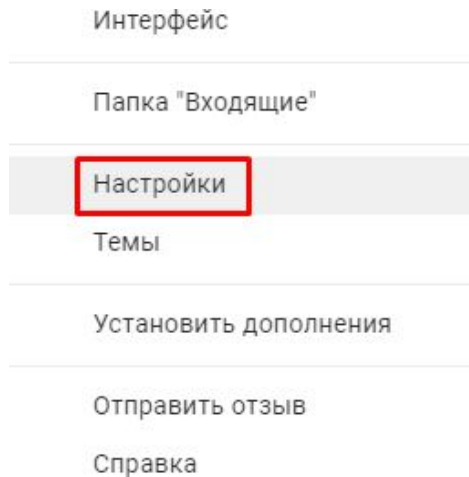 Интерфейс
Папка "Входящие"
Настройки
Темы
Установить дополнения
Отправить отзыв
Справка